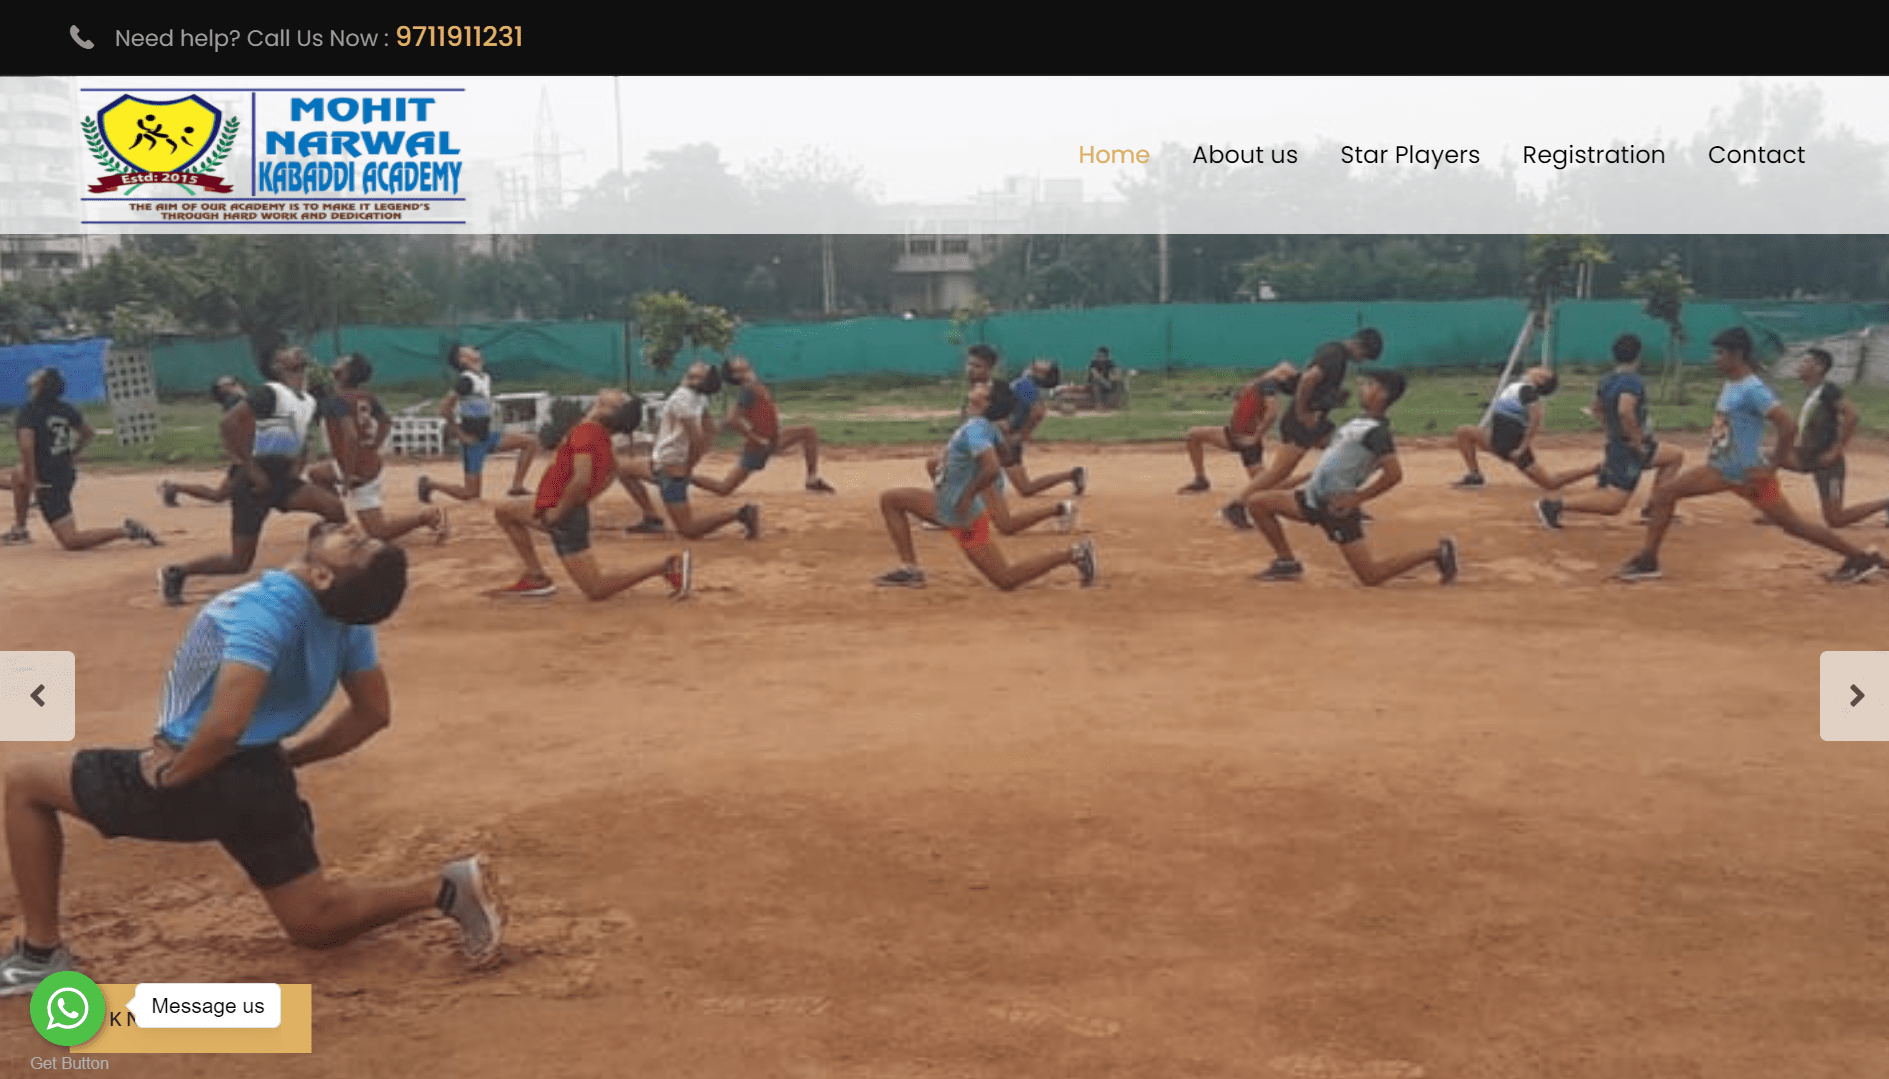 Need help? Call Us Now : 9711911231
MOHIT
NARWAL
KABADDI ACADEMY
Estd: 2015
THE AIM OF OUR ACADEMY IS TO MAKE IT LEGEND'S
THROUGH HARD WORK AND DEDICATION
Home
About us
Star Players
Registration
Contact
Message us
Get Button